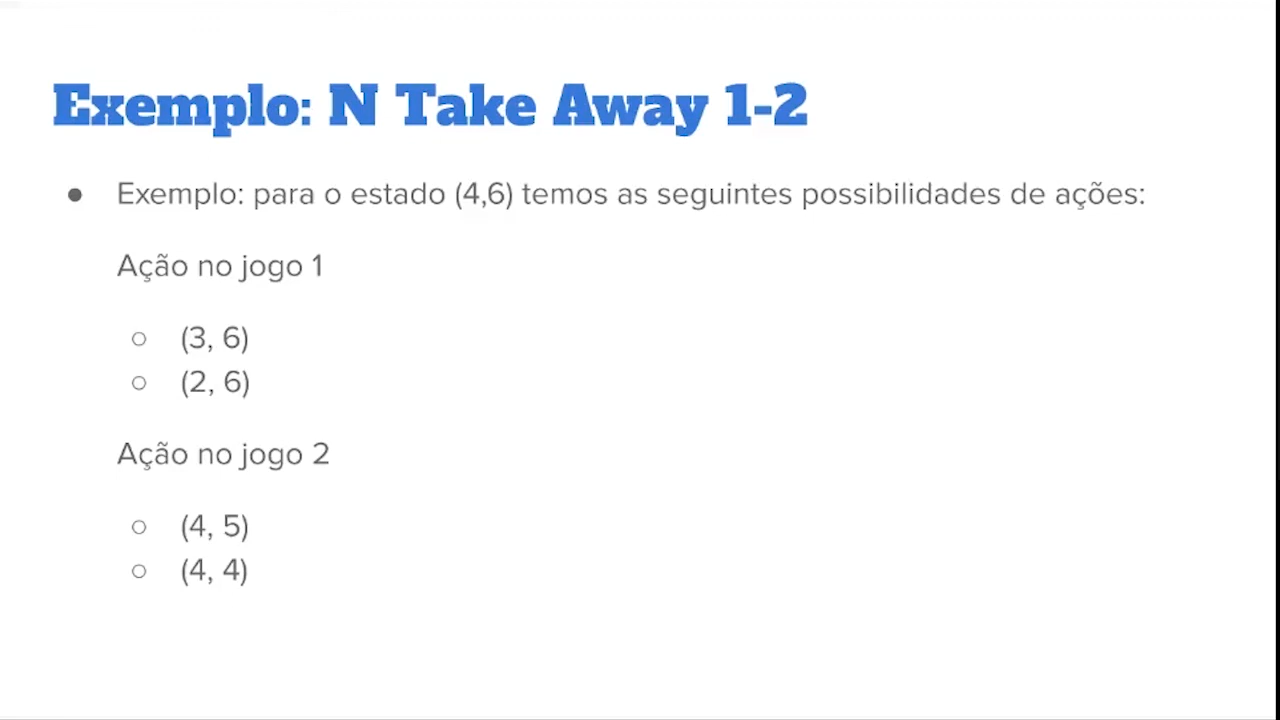 Exemplo: N Take Away 1-2
● Exemplo: para o estado (4,6) temos as seguintes possibilidades de ações:
Ação no jogo 1
○ (3, 6)
○ (2, 6)
Ação no jogo 2
○ (4, 5)
○ (4, 4)